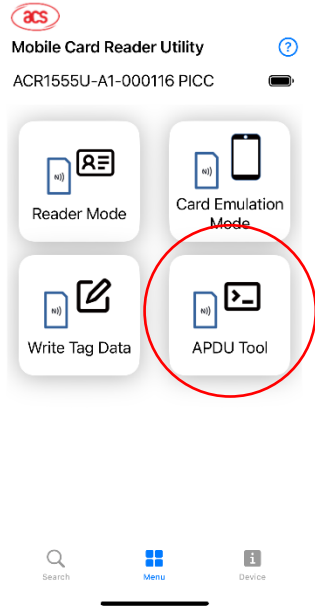 acs
Mobile Card Reader Utility
?
ACR1555U-A1-000116 PICC
N))
Reader Mode
N))
Card Emulation
Mode
N))
Write Tag Data
N))
APDU Tool
Search
Menu
i
Device